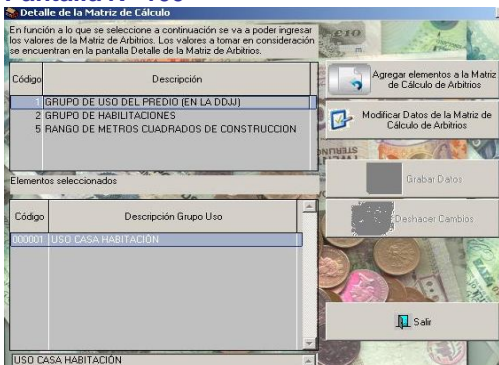 Detalle de la Matriz de Cálculo
En función a lo que se seleccione a continuación se va a poder ingresar
los valores de la Matriz de Arbitrios. Los valores a tomar en consideración
se encuentran en la pantalla Detalle de la Matriz de Arbitrios.
Código Descripción
1 GRUPO DE USO DEL PREDIO (EN LA DDJJ)
2 GRUPO DE HABILITACIONES
5 RANGO DE METROS CUADRADOS DE CONSTRUCCION
Agregar elementos a la Matriz
de Cálculo de Arbitrios
Modificar Datos de la Matriz de
Cálculo de Arbitrios
Grabar Datos
Deshacer Cambios
Salir
Elementos seleccionados
Código Descripción Grupo Uso
000001 USO CASA HABITACIÓN
USO CASA HABITACIÓN